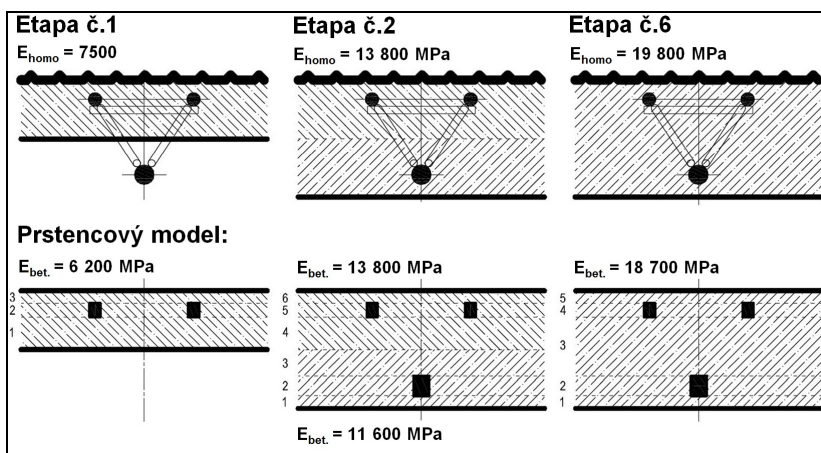 Etapa č.1
E_homo = 7500
Etapa č.2
E_homo = 13 800 MPa
Etapa č.6
E_homo = 19 800 MPa
Prstencový model:
E_bet. = 6 200 MPa
3
2
1
E_bet. = 13 800 MPa
6
5
4
3
2
1
E_bet. = 11 600 MPa
E_bet. = 18 700 MPa
5
4
3
2
1